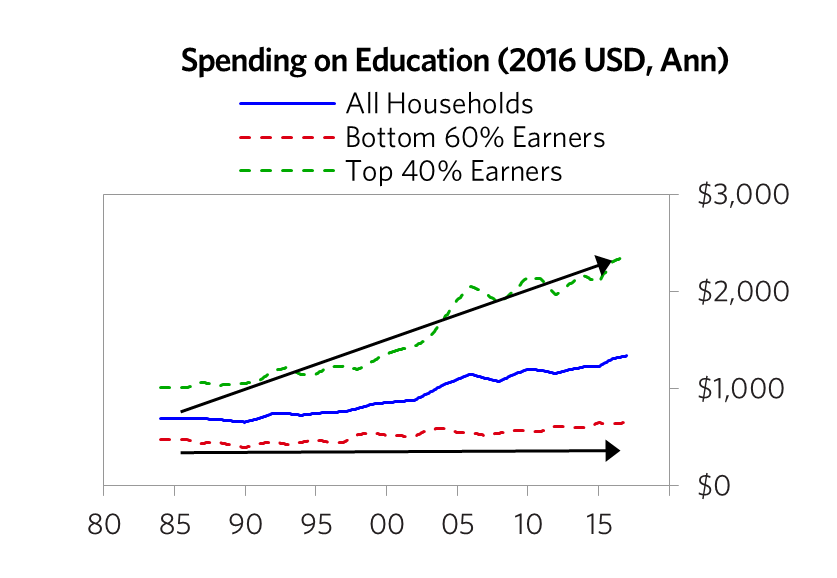 Spending on Education (2016 USD, Ann)
All Households
Bottom 60% Earners
Top 40% Earners
$3,000
$2,000
$1,000
$0
80 85 90 95 00 05 10 15